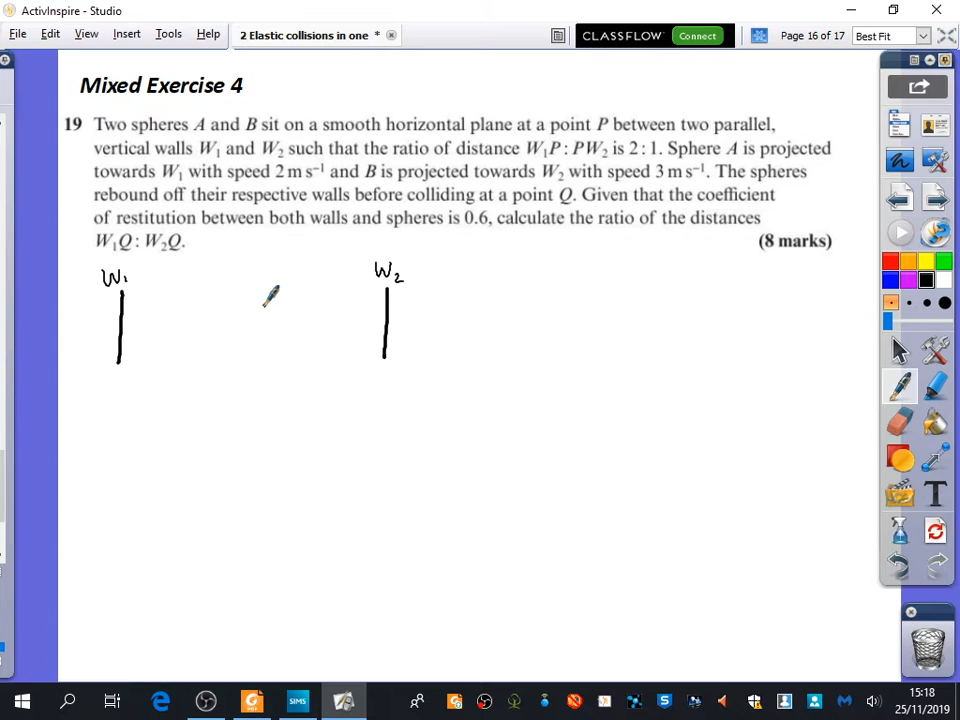 ActivInspire - Studio
File Edit View Insert Tools Help
2 Elastic collisions in one *
CLASSFLOW Connect
Page 16 of 17
Best Fit
Mixed Exercise 4
19 Two spheres A and B sit on a smooth horizontal plane at a point P between two parallel,
vertical walls W₁ and W₂ such that the ratio of distance W₁P : PW₂ is 2 : 1. Sphere A is projected
towards W₁ with speed 2 m s⁻¹ and B is projected towards W₂ with speed 3 m s⁻¹. The spheres
rebound off their respective walls before colliding at a point Q. Given that the coefficient
of restitution between both walls and spheres is 0.6, calculate the ratio of the distances
W₁Q : W₂Q.
(8 marks)
W₁
W₂
T
SIMS
15:18
25/11/2019